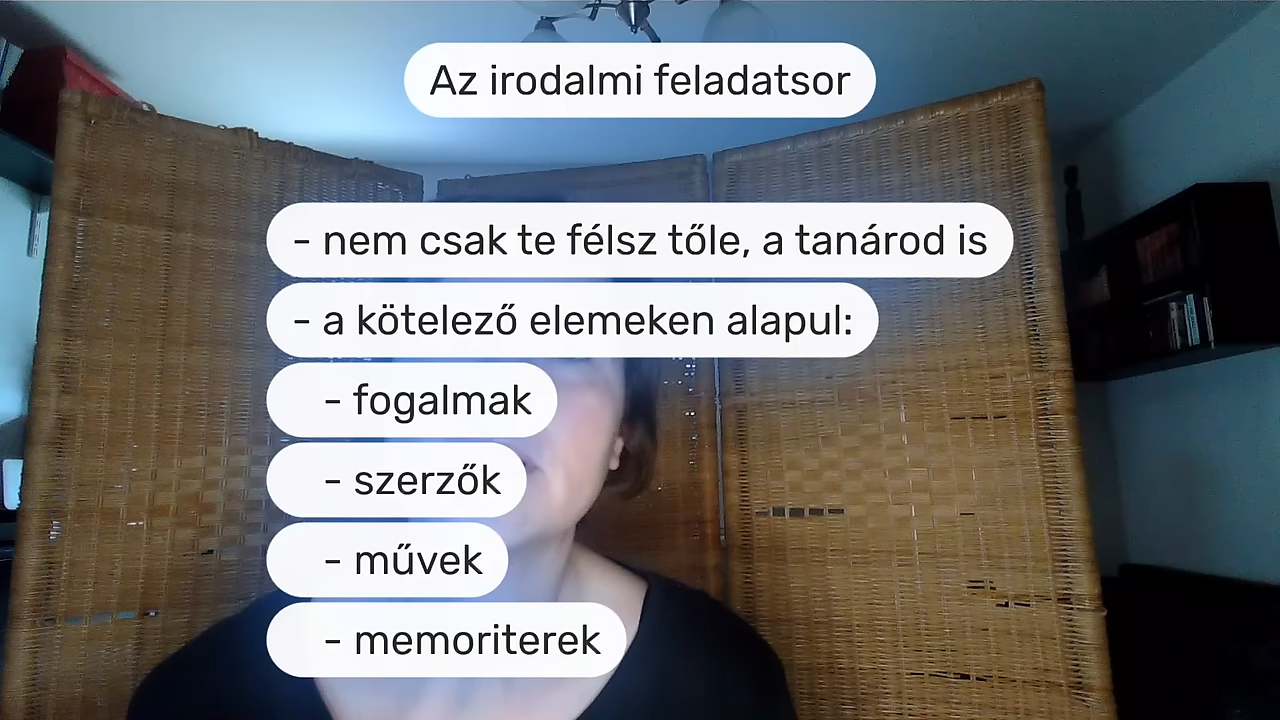 Az irodalmi feladatsor
- nem csak te félsz tőle, a tanárod is
- a kötelező elemeken alapul:
- fogalmak
- szerzők
- művek
- memoriterek